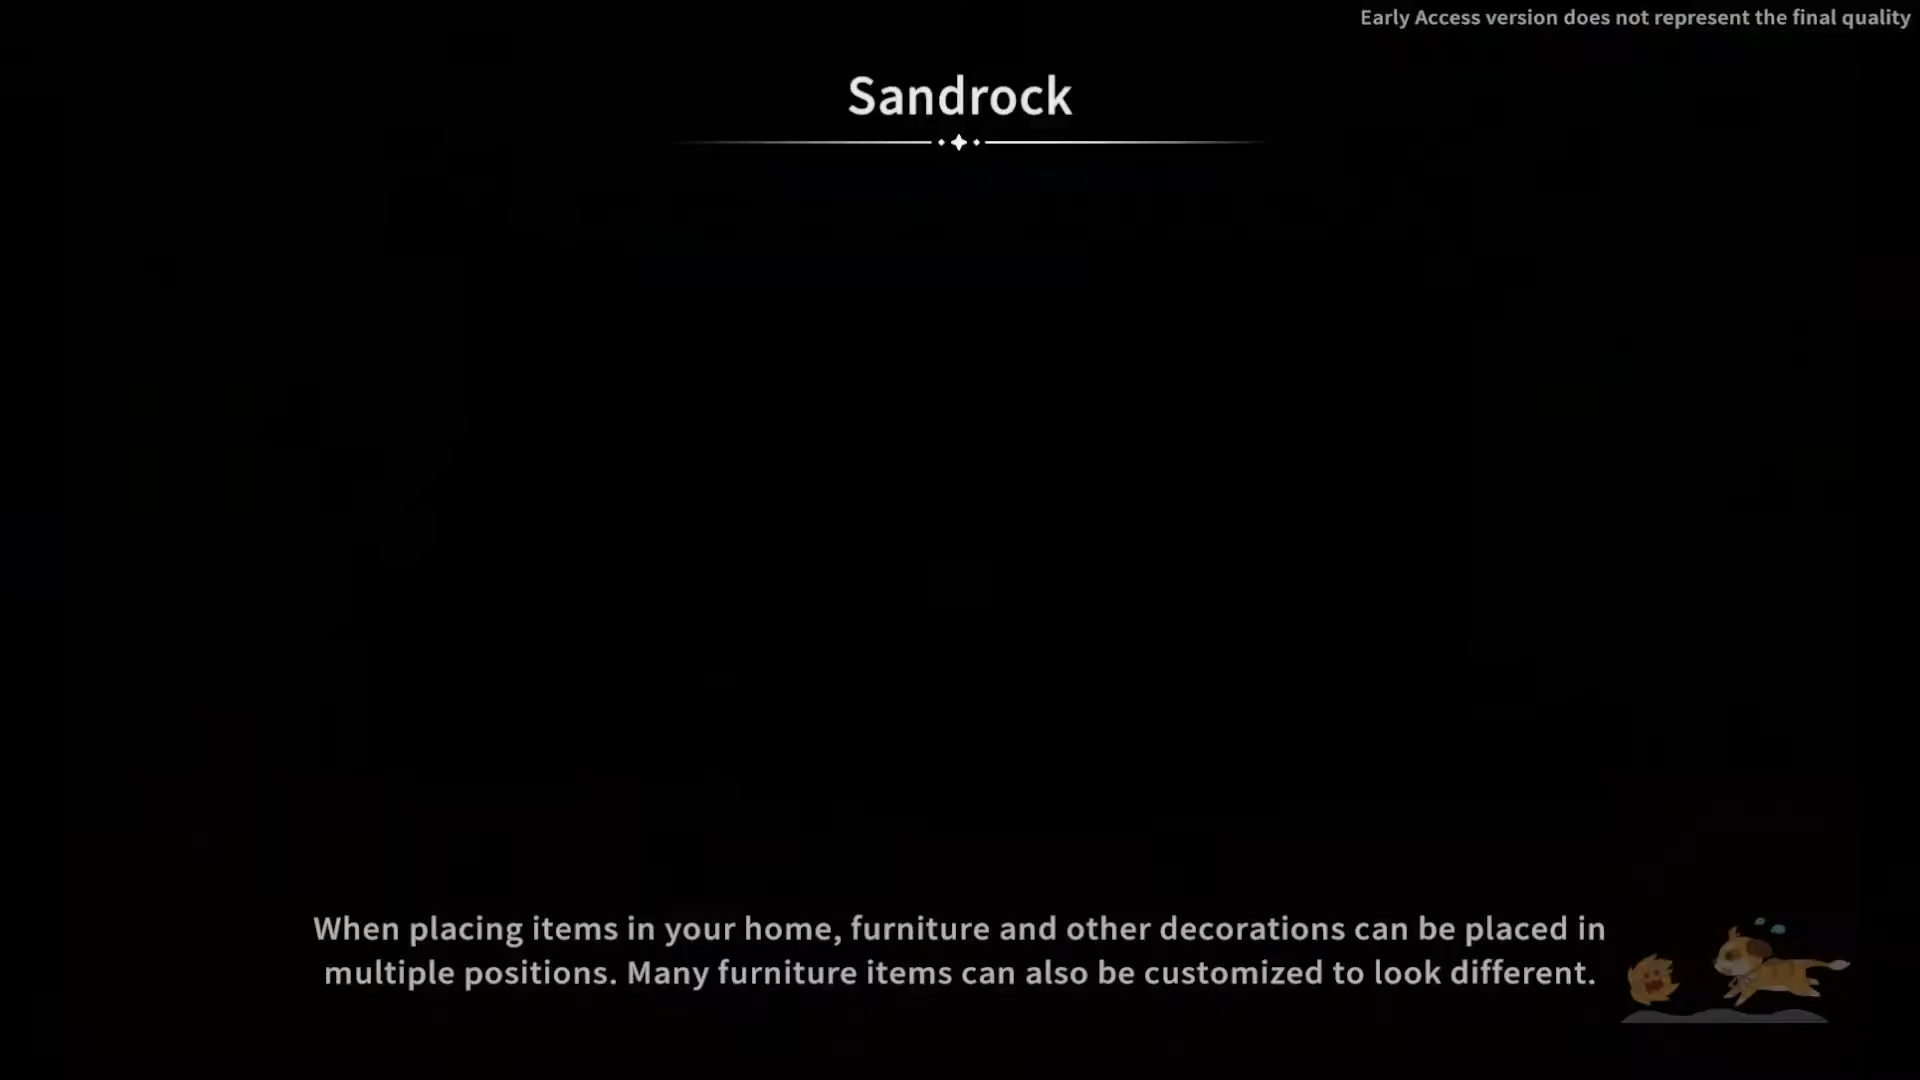 Early Access version does not represent the final quality
Sandrock
When placing items in your home, furniture and other decorations can be placed in
multiple positions. Many furniture items can also be customized to look different.